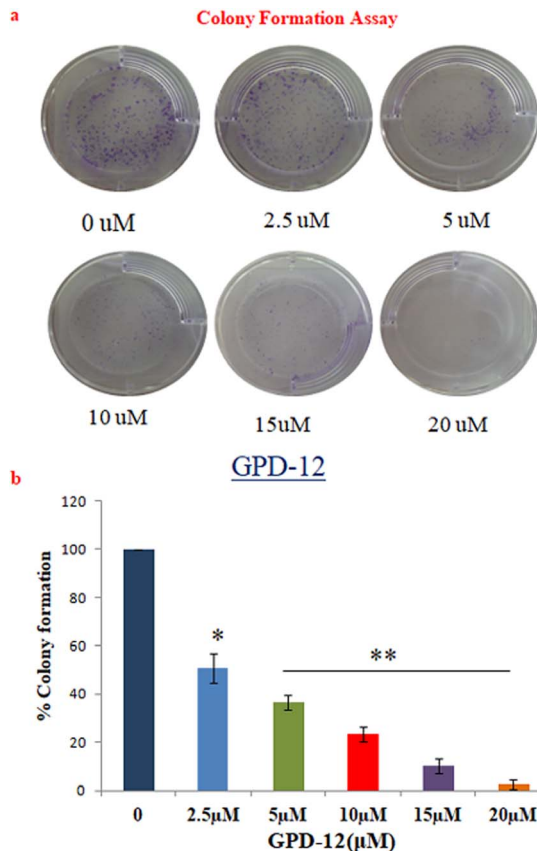 a
Colony Formation Assay
0 uM
2.5 uM
5 uM
10 uM
15uM
20 uM
GPD-12
b
120
100
80
60
40
20
0
% Colony formation
*
**
0
2.5μM
5μM
10μM
15μM
20μM
GPD-12(μM)